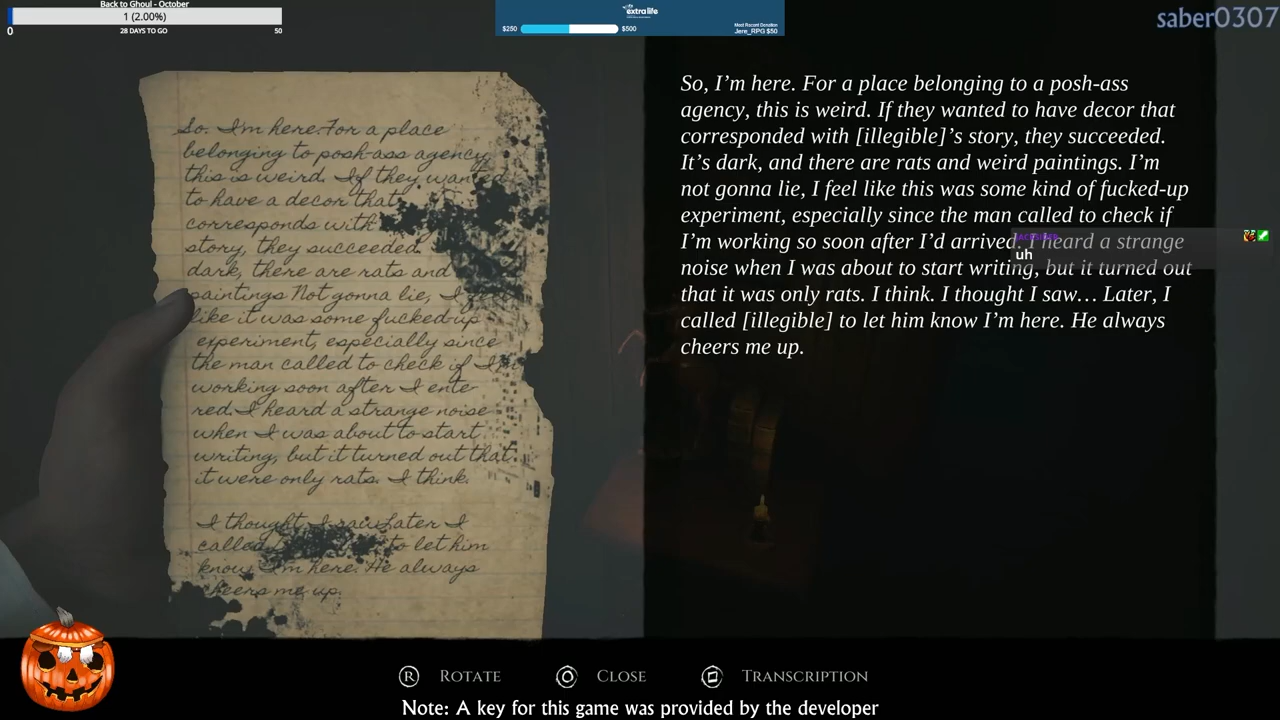 Back to Ghoul - October
1 (2.00%)
0
28 DAYS TO GO
50
extralife
$250
$500
Most Recent Donation
Jere_RPG $50
saber0307
So. I'm here. For a place
belonging to posh-ass agency,
this is weird. If they wanted
to have a decor that
corresponds with
story, they succeeded.
dark, there are rats and
paintings Not gonna lie, I
like it was some fucked-up
experiment, especially since
the man called to check if I'm
working soon after I ente-
red. I heard a strange noise
when I was about to start
writing, but it turned out that
it were only rats. I think.
I thought I saw Later I
called to let him
know I'm here. He always
cheers me up.
So, I’m here. For a place belonging to a posh-ass
agency, this is weird. If they wanted to have decor that
corresponded with [illegible]’s story, they succeeded.
It’s dark, and there are rats and weird paintings. I’m
not gonna lie, I feel like this was some kind of fucked-up
experiment, especially since the man called to check if
I’m working so soon after I’d arrived. I heard a strange
noise when I was about to start writing, but it turned out
that it was only rats. I think. I thought I saw… Later, I
called [illegible] to let him know I’m here. He always
cheers me up.
uh
R ROTATE
CLOSE
TRANSCRIPTION
Note: A key for this game was provided by the developer